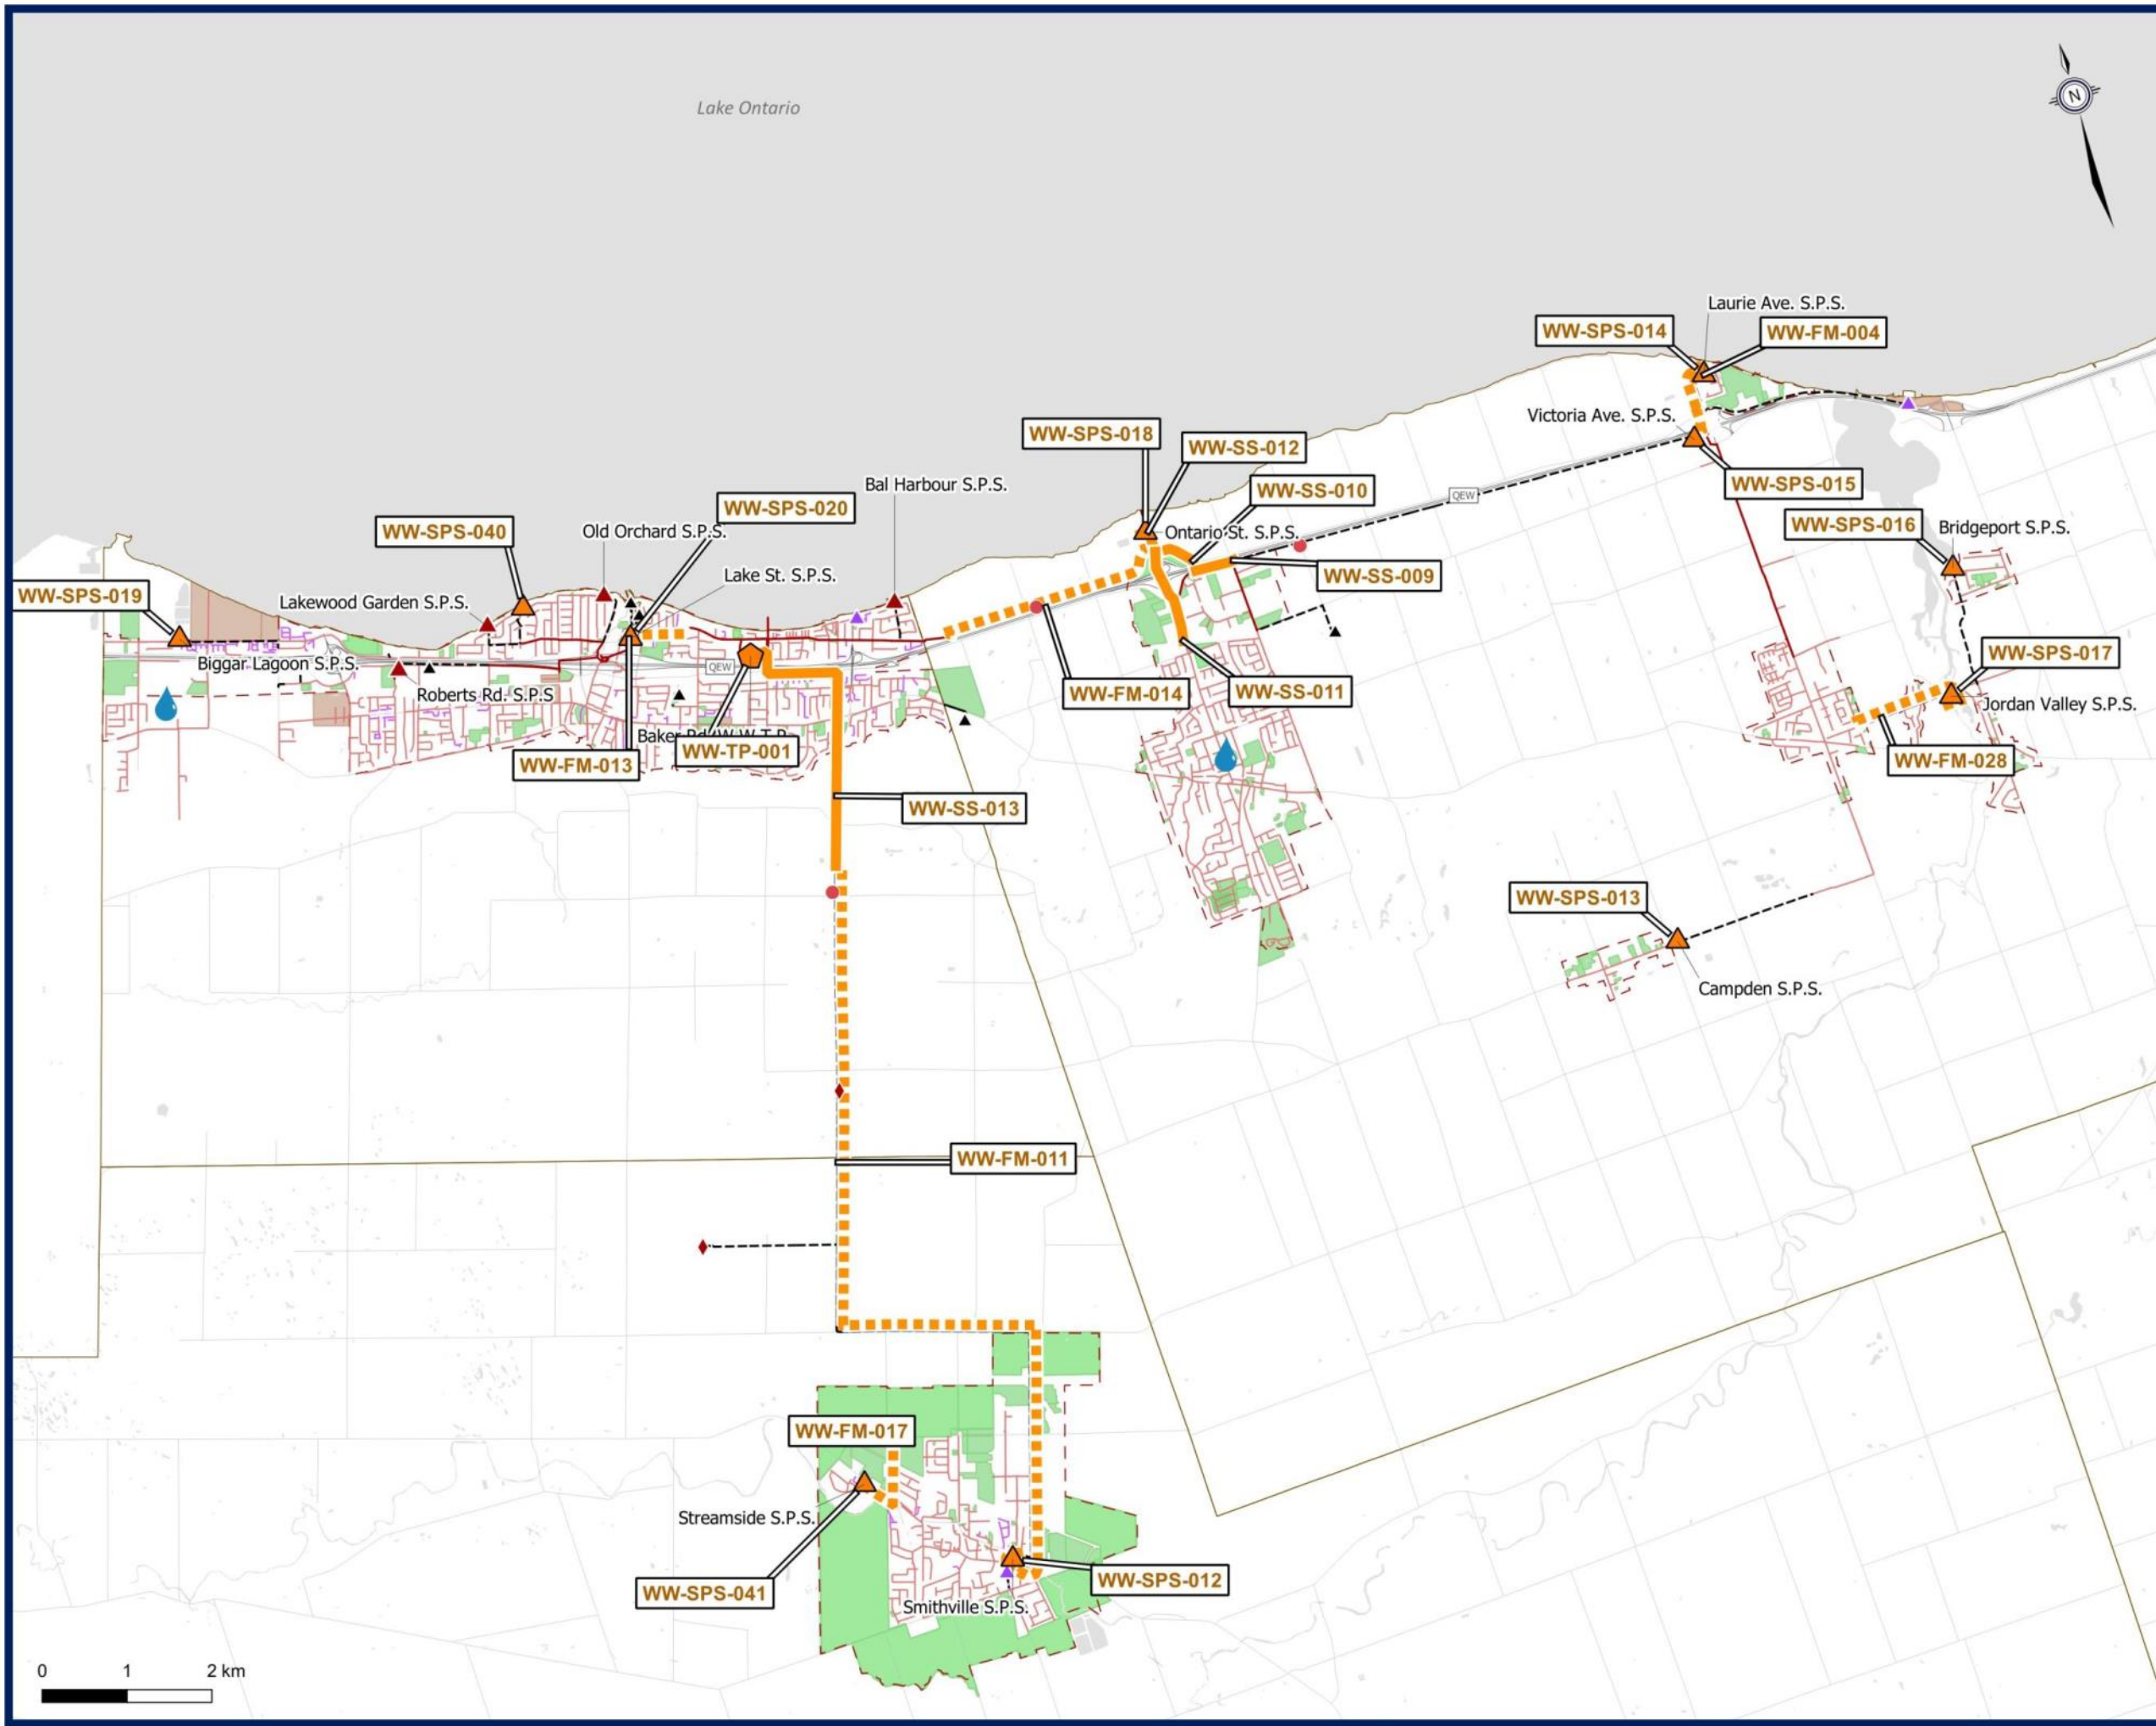 Lake Ontario
N
Laurie Ave. S.P.S.
WW-SPS-014
WW-FM-004
Victoria Ave. S.P.S.
WW-SPS-018
WW-SS-012
WW-SPS-015
Bal Harbour S.P.S.
WW-SS-010
QEW
WW-SPS-020
WW-SPS-016
Bridgeport S.P.S.
WW-SPS-040
Old Orchard S.P.S.
Ontario St. S.P.S.
Lake St. S.P.S.
WW-SS-009
WW-SPS-019
Lakewood Garden S.P.S.
WW-SPS-017
Biggar Lagoon S.P.S.
QEW
Roberts Rd. S.P.S
WW-FM-014
WW-SS-011
Jordan Valley S.P.S.
Baker Rd. W.W.T.P.
WW-TP-001
WW-FM-013
WW-FM-028
WW-SS-013
WW-SPS-013
Campden S.P.S.
WW-FM-011
WW-FM-017
Streamside S.P.S.
WW-SPS-041
WW-SPS-012
Smithville S.P.S.
0 1 2 km